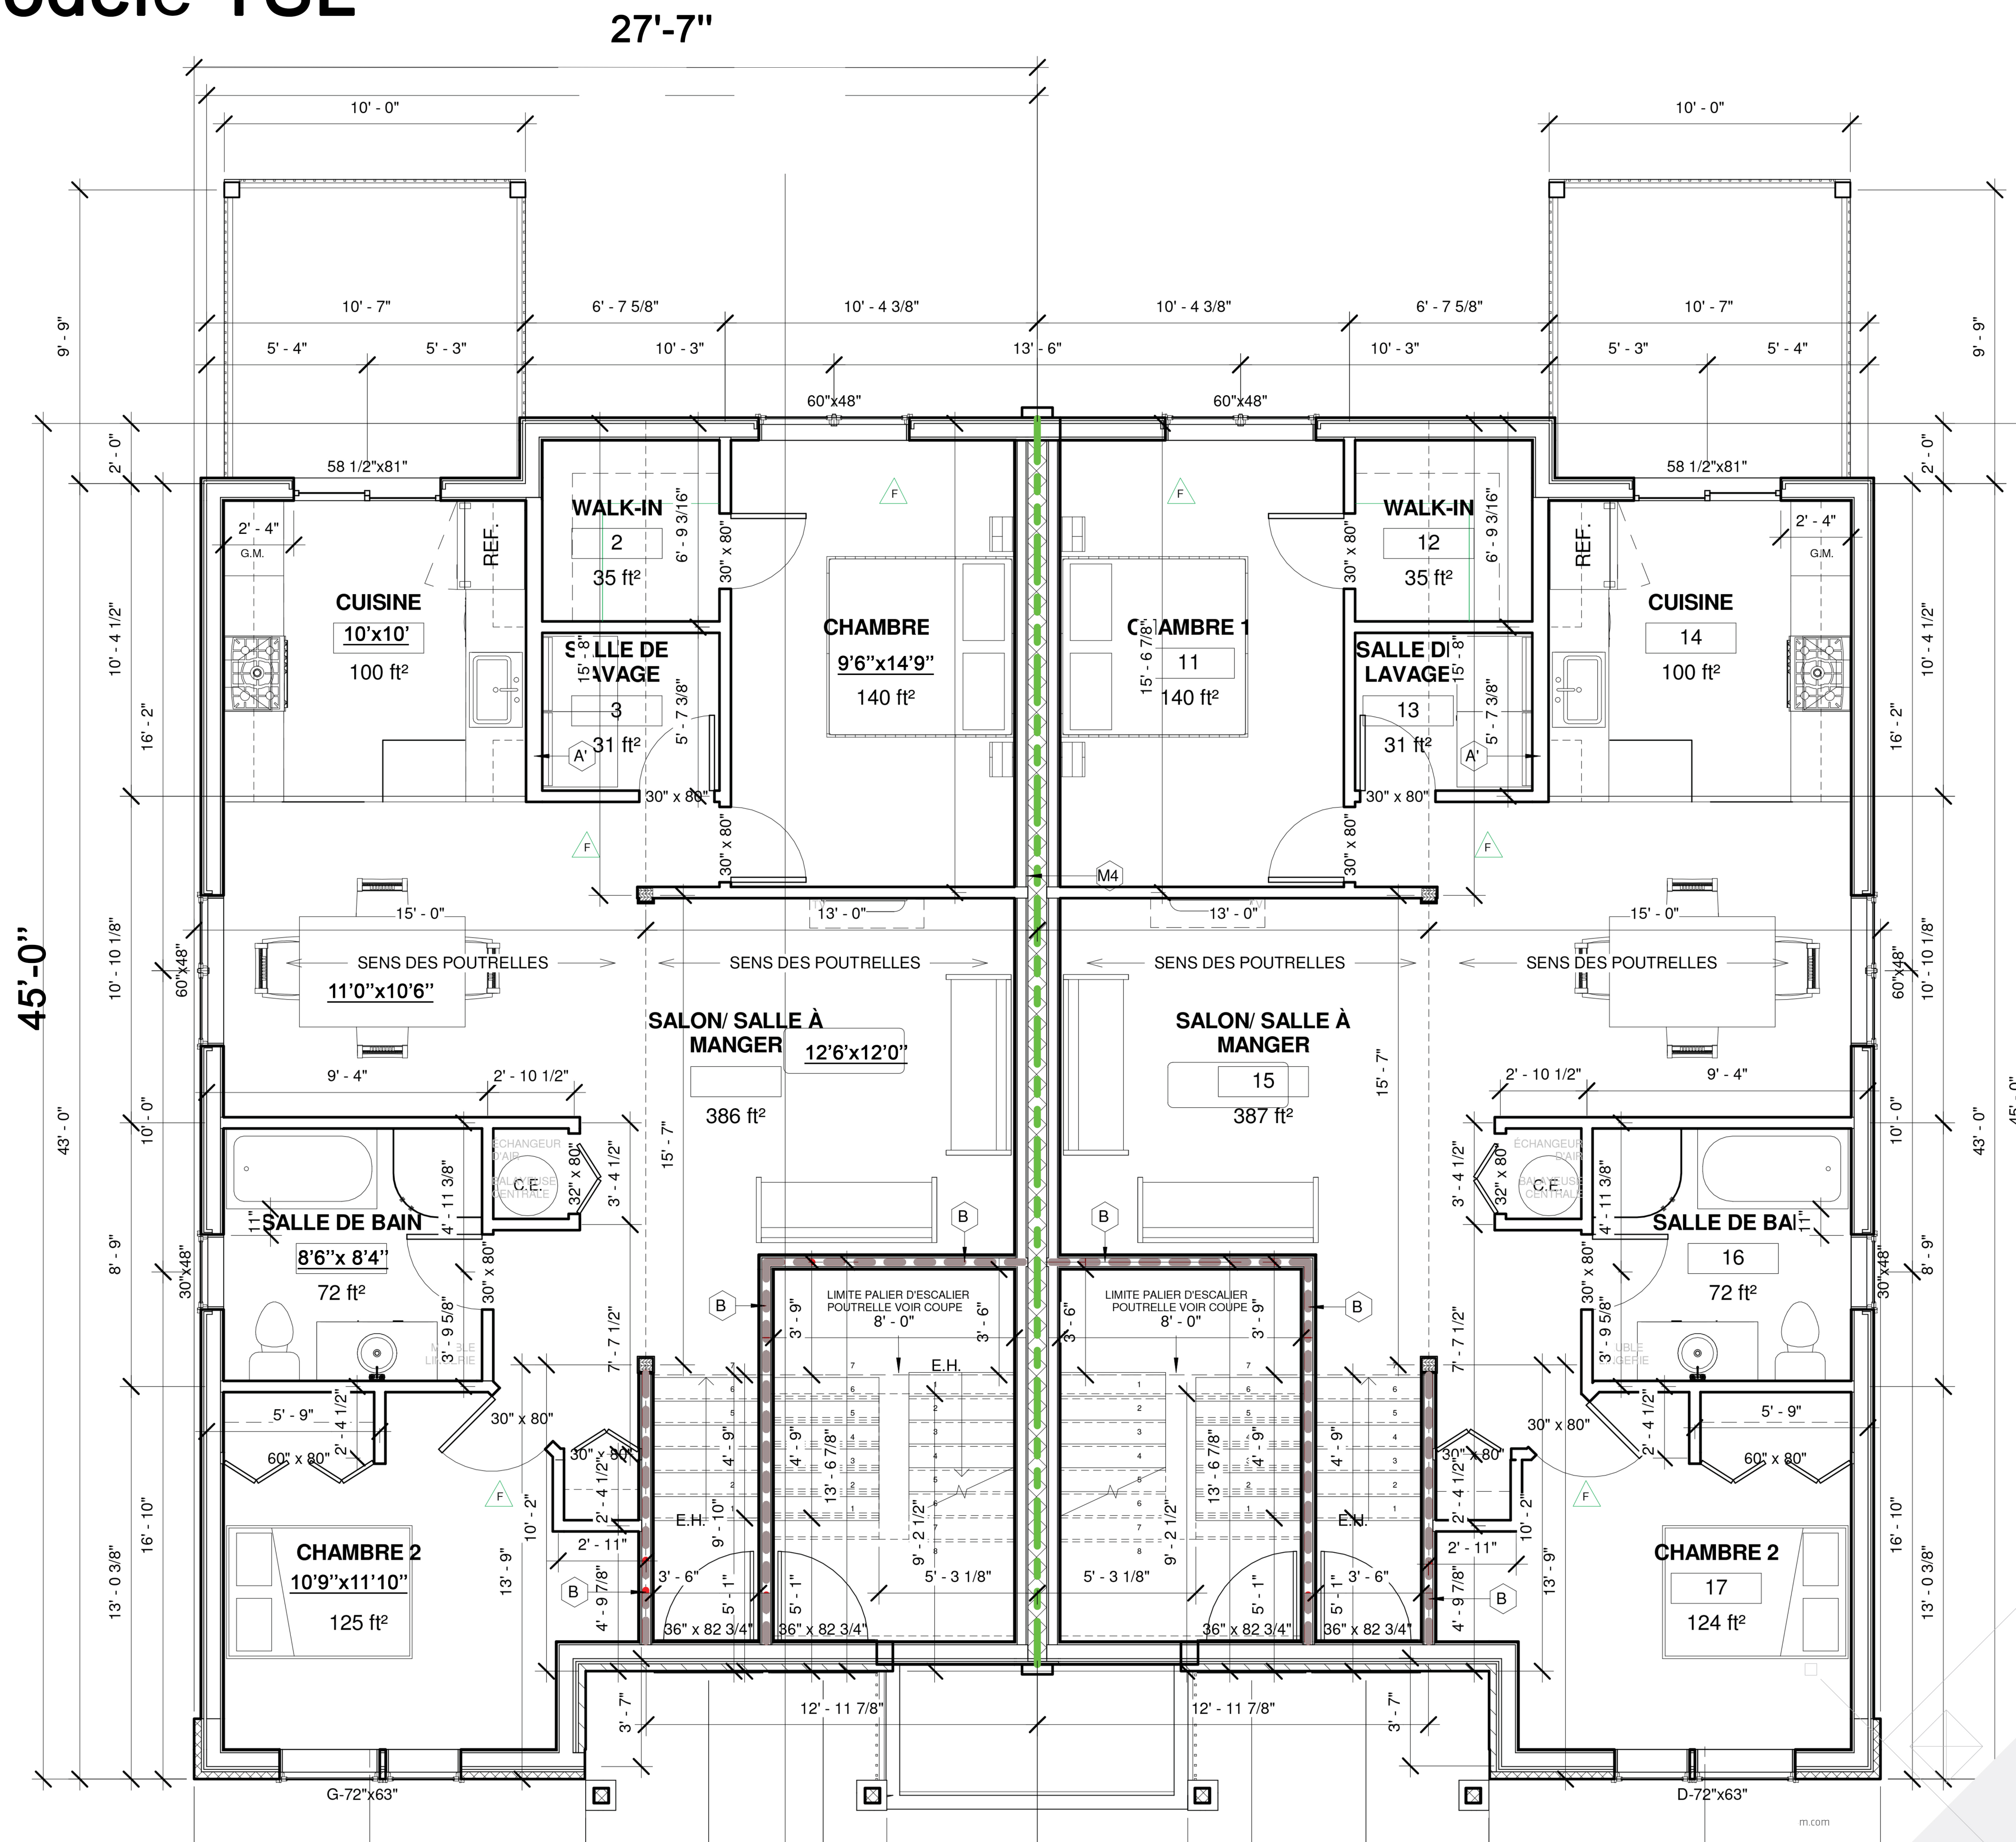 27'-7"
10' - 0"
10' - 0"
9' - 9"
10' - 7"
6' - 7 5/8"
10' - 4 3/8"
10' - 4 3/8"
6' - 7 5/8"
10' - 7"
9' - 9"
5' - 4"
5' - 3"
10' - 3"
13' - 6"
10' - 3"
5' - 3"
5' - 4"
60"x48"
60"x48"
2' - 0"
58 1/2"x81"
58 1/2"x81"
2' - 0"
2' - 4"
G.M.
REF.
WALK-IN
2
35 ft²
6' - 9 3/16"
30" x 80"
F
F
30" x 80"
WALK-IN
12
35 ft²
6' - 9 3/16"
REF.
2' - 4"
G.M.
CUISINE
10'x10'
100 ft²
CHAMBRE
9'6"x14'9"
140 ft²
CHAMBRE 1
11
140 ft²
15' - 6 7/8"
CUISINE
14
100 ft²
10' - 4 1/2"
16' - 2"
SALLE DE
LAVAGE
3
31 ft²
15' - 8"
5' - 7 3/8"
A'
30" x 80"
30" x 80"
SALLE DE
LAVAGE
13
31 ft²
15' - 8"
5' - 7 3/8"
A'
30" x 80"
30" x 80"
10' - 4 1/2"
16' - 2"
F
F
M4
45'-0"
43' - 0"
10' - 10 1/8"
60"x48"
15' - 0"
13' - 0"
13' - 0"
15' - 0"
60"x48"
10' - 10 1/8"
SENS DES POUTRELLES
SENS DES POUTRELLES
SENS DES POUTRELLES
SENS DES POUTRELLES
11'0"x10'6"
SALON/ SALLE À
MANGER
12'6'x12'0"
386 ft²
SALON/ SALLE À
MANGER
15
387 ft²
15' - 7"
15' - 7"
9' - 4"
2' - 10 1/2"
2' - 10 1/2"
9' - 4"
43' - 0"
45' - 0"
10' - 0"
10' - 0"
ÉCHANGEUR
D'AIR
BALAYEUSE
CENTRALE
C.E.
32" x 80"
3' - 4 1/2"
3' - 4 1/2"
32" x 80"
ÉCHANGEUR
D'AIR
BALAYEUSE
CENTRALE
C.E.
4' - 11 3/8"
4' - 11 3/8"
11"
11"
SALLE DE BAIN
8'6"x 8'4"
72 ft²
SALLE DE BAI
16
72 ft²
8' - 9"
30"x48"
30" x 80"
3' - 9 5/8"
30" x 80"
3' - 9 5/8"
30"x48"
8' - 9"
B
B
B
B
LIMITE PALIER D'ESCALIER
POUTRELLE VOIR COUPE
8' - 0"
LIMITE PALIER D'ESCALIER
POUTRELLE VOIR COUPE
8' - 0"
3' - 9"
3' - 6"
3' - 6"
3' - 9"
7' - 7 1/2"
7' - 7 1/2"
E.H.
5' - 9"
2' - 4 1/2"
60" x 80"
30" x 80"
30" x 80"
2' - 4 1/2"
4' - 9"
4' - 9"
13' - 6 7/8"
9' - 2 1/2"
9' - 2 1/2"
13' - 6 7/8"
4' - 9"
4' - 9"
2' - 4 1/2"
30" x 80"
30" x 80"
2' - 4 1/2"
5' - 9"
60" x 80"
F
F
E.H.
E.H.
9' - 10"
10' - 2"
10' - 2"
16' - 10"
13' - 0 3/8"
CHAMBRE 2
10'9"x11'10"
125 ft²
13' - 9"
2' - 11"
3' - 6"
B
4' - 9 7/8"
5' - 1"
5' - 1"
5' - 3 1/8"
5' - 3 1/8"
5' - 1"
5' - 1"
3' - 6"
2' - 11"
B
4' - 9 7/8"
13' - 9"
CHAMBRE 2
17
124 ft²
16' - 10"
13' - 0 3/8"
36" x 82 3/4"
36" x 82 3/4"
36" x 82 3/4"
36" x 82 3/4"
3' - 7"
12' - 11 7/8"
12' - 11 7/8"
3' - 7"
G-72"x63"
D-72"x63"
m.com